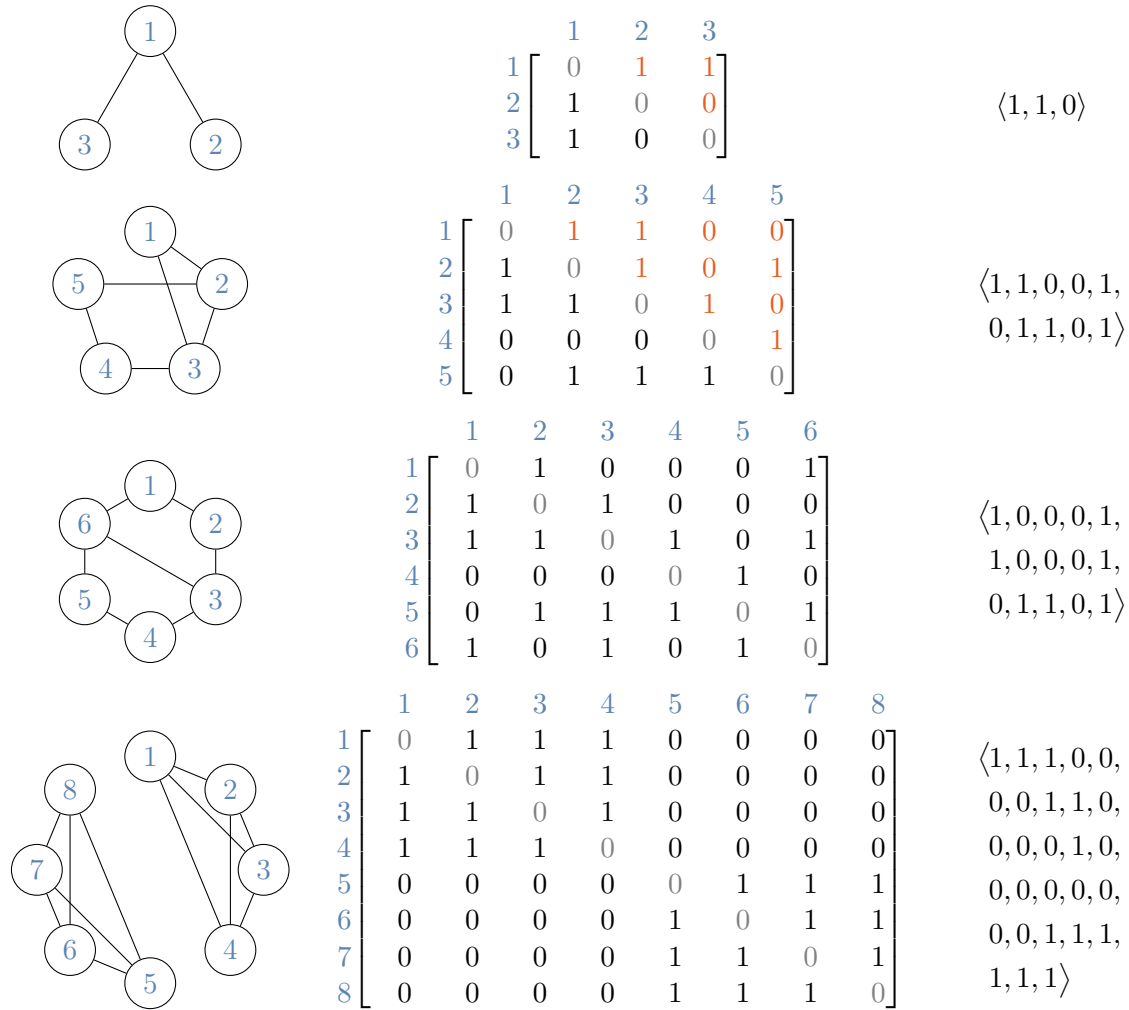 1
3 2
1 2 3
1 0 1 1
2 1 0 0
3 1 0 0
⟨1, 1, 0⟩
1
5 2
4 3
1 2 3 4 5
1 0 1 1 0 0
2 1 0 1 0 1
3 1 1 0 1 0
4 0 0 0 0 1
5 0 1 1 1 0
⟨1, 1, 0, 0, 1,
0, 1, 1, 0, 1⟩
1
6 2
5 3
4
1 2 3 4 5 6
1 0 1 0 0 0 1
2 1 0 1 0 0 0
3 1 1 0 1 0 1
4 0 0 0 0 1 0
5 0 1 1 1 0 1
6 1 0 1 0 1 0
⟨1, 0, 0, 0, 1,
1, 0, 0, 0, 1,
0, 1, 1, 0, 1⟩
1
8 2
7 3
6 4
5
1 2 3 4 5 6 7 8
1 0 1 1 1 0 0 0 0
2 1 0 1 1 0 0 0 0
3 1 1 0 1 0 0 0 0
4 1 1 1 0 0 0 0 0
5 0 0 0 0 0 1 1 1
6 0 0 0 0 1 0 1 1
7 0 0 0 0 1 1 0 1
8 0 0 0 0 1 1 1 0
⟨1, 1, 1, 0, 0,
0, 0, 1, 1, 0,
0, 0, 0, 1, 0,
0, 0, 0, 0, 0,
0, 0, 1, 1, 1,
1, 1, 1⟩